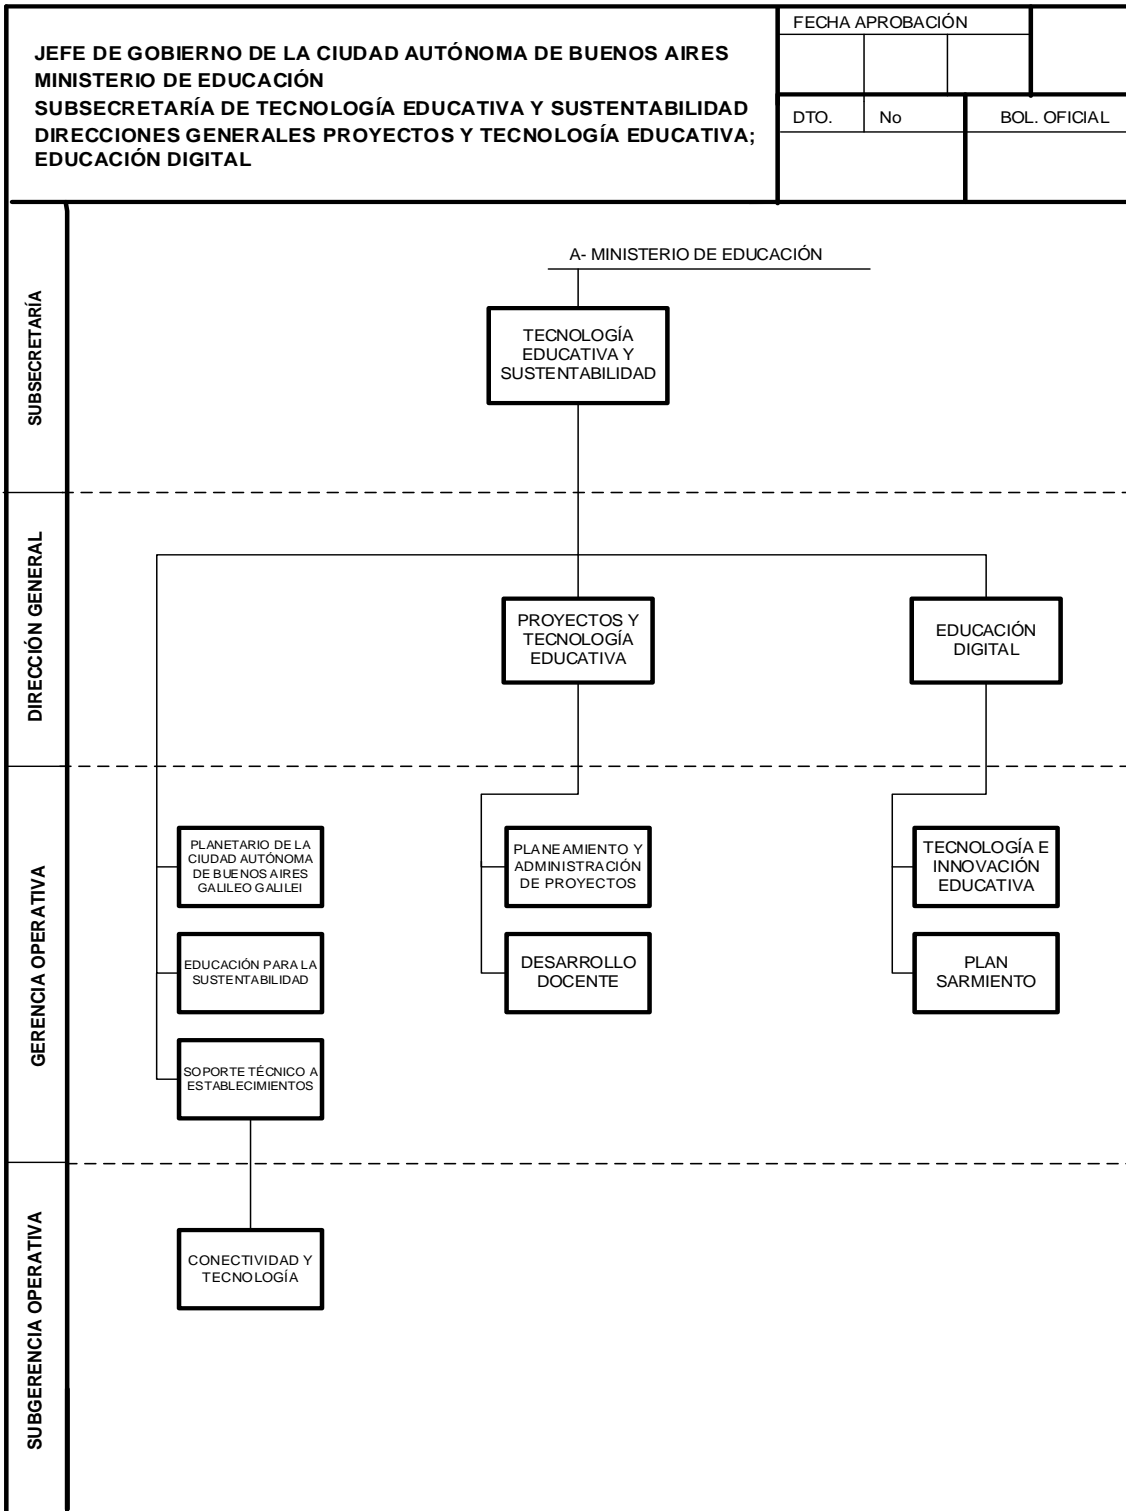 JEFE DE GOBIERNO DE LA CIUDAD AUTÓNOMA DE BUENOS AIRES
MINISTERIO DE EDUCACIÓN
SUBSECRETARÍA DE TECNOLOGÍA EDUCATIVA Y SUSTENTABILIDAD
DIRECCIONES GENERALES PROYECTOS Y TECNOLOGÍA EDUCATIVA;
EDUCACIÓN DIGITAL
FECHA APROBACIÓN
DTO.
No
BOL. OFICIAL
SUBSECRETARÍA
A- MINISTERIO DE EDUCACIÓN
TECNOLOGÍA
EDUCATIVA Y
SUSTENTABILIDAD
DIRECCIÓN GENERAL
PROYECTOS Y
TECNOLOGÍA
EDUCATIVA
EDUCACIÓN
DIGITAL
GERENCIA OPERATIVA
PLANETARIO DE LA
CIUDAD AUTÓNOMA
DE BUENOS AIRES
GALILEO GALILEI
PLANEAMIENTO Y
ADMINISTRACIÓN
DE PROYECTOS
TECNOLOGÍA E
INNOVACIÓN
EDUCATIVA
EDUCACIÓN PARA LA
SUSTENTABILIDAD
DESARROLLO
DOCENTE
PLAN
SARMIENTO
SOPORTE TÉCNICO A
ESTABLECIMIENTOS
SUBGERENCIA OPERATIVA
CONECTIVIDAD Y
TECNOLOGÍA